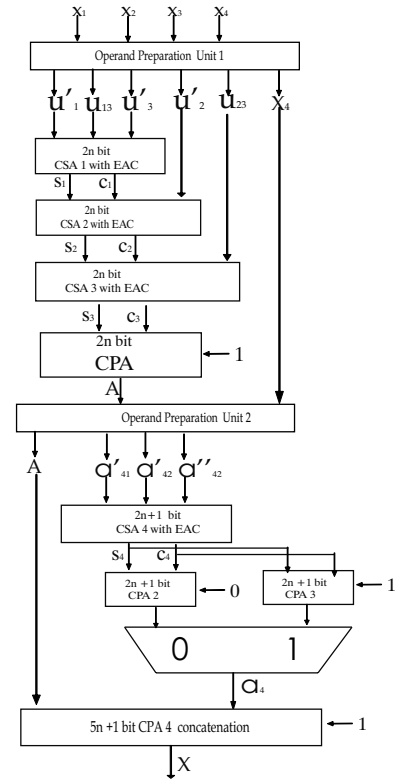 x₁ x₂ x₃ x₄
Operand Preparation Unit 1
u′₁ u₁₃ u′₃ u′₂ u₂₃ X₄
2n bit
CSA 1 with EAC
s₁ c₁
2n bit
CSA 2 with EAC
s₂ c₂
2n bit
CSA 3 with EAC
s₃ c₃
2n bit
CPA
1
A
Operand Preparation Unit 2
A a′₄₁ a′₄₂ a′′₄₂
2n+1 bit
CSA 4 with EAC
s₄ c₄
2n +1 bit
CPA 2
0
2n +1 bit
CPA 3
1
0 1
a₄
5n +1 bit CPA 4 concatenation
1
X